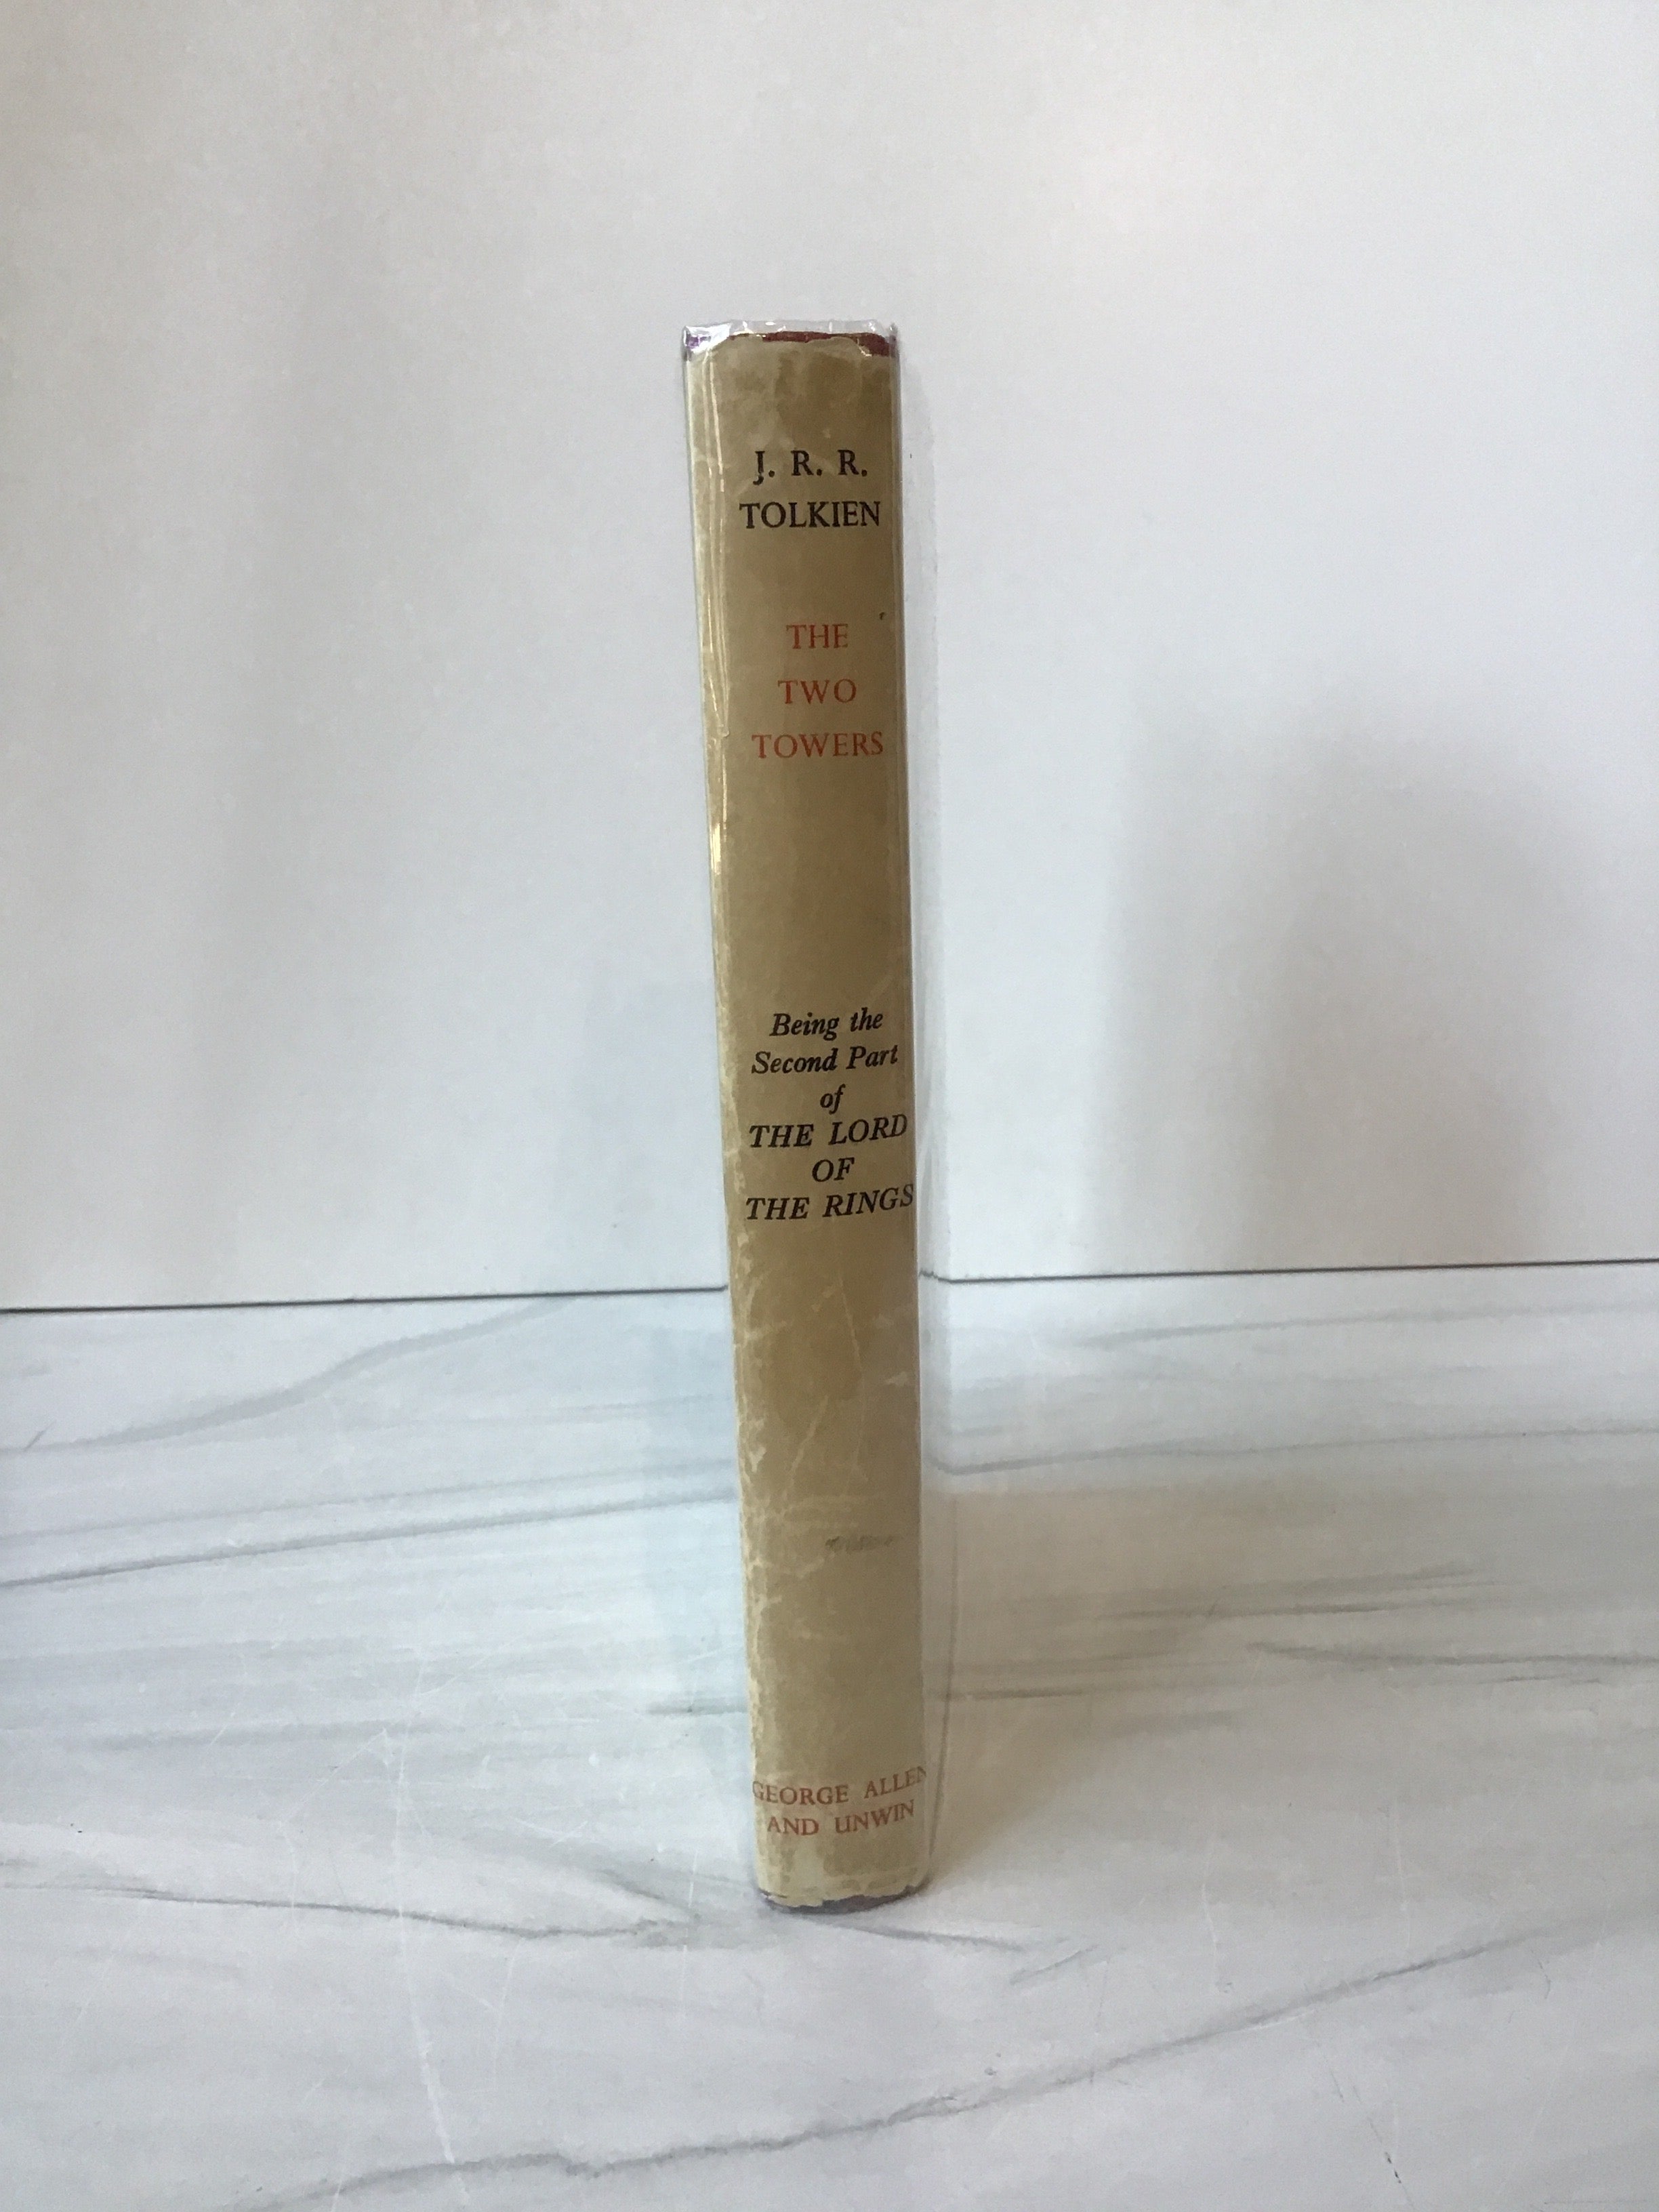 J. R. R.
TOLKIEN
THE
TWO
TOWERS
Being the
Second Part
of
THE LORD
OF
THE RINGS
GEORGE ALLEN
AND UNWIN